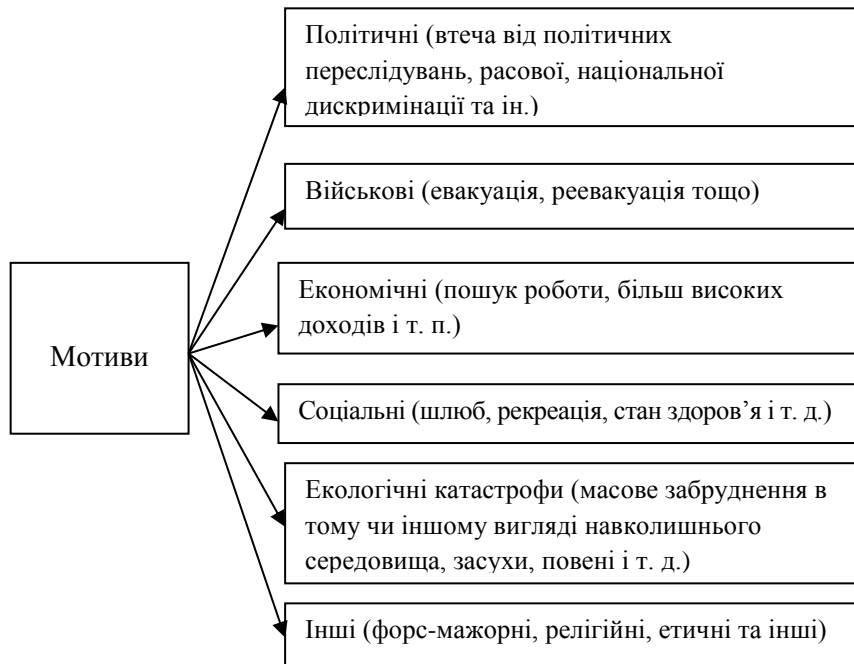 Політичні (втеча від політичних
переслідувань, расової, національної
дискримінації та ін.)
Військові (евакуація, реевакуація тощо)
Економічні (пошук роботи, більш високих
доходів і т. п.)
Мотиви
Соціальні (шлюб, рекреація, стан здоров’я і т. д.)
Екологічні катастрофи (масове забруднення в
тому чи іншому вигляді навколишнього
середовища, засухи, повені і т. д.)
Інші (форс-мажорні, релігійні, етичні та інші)